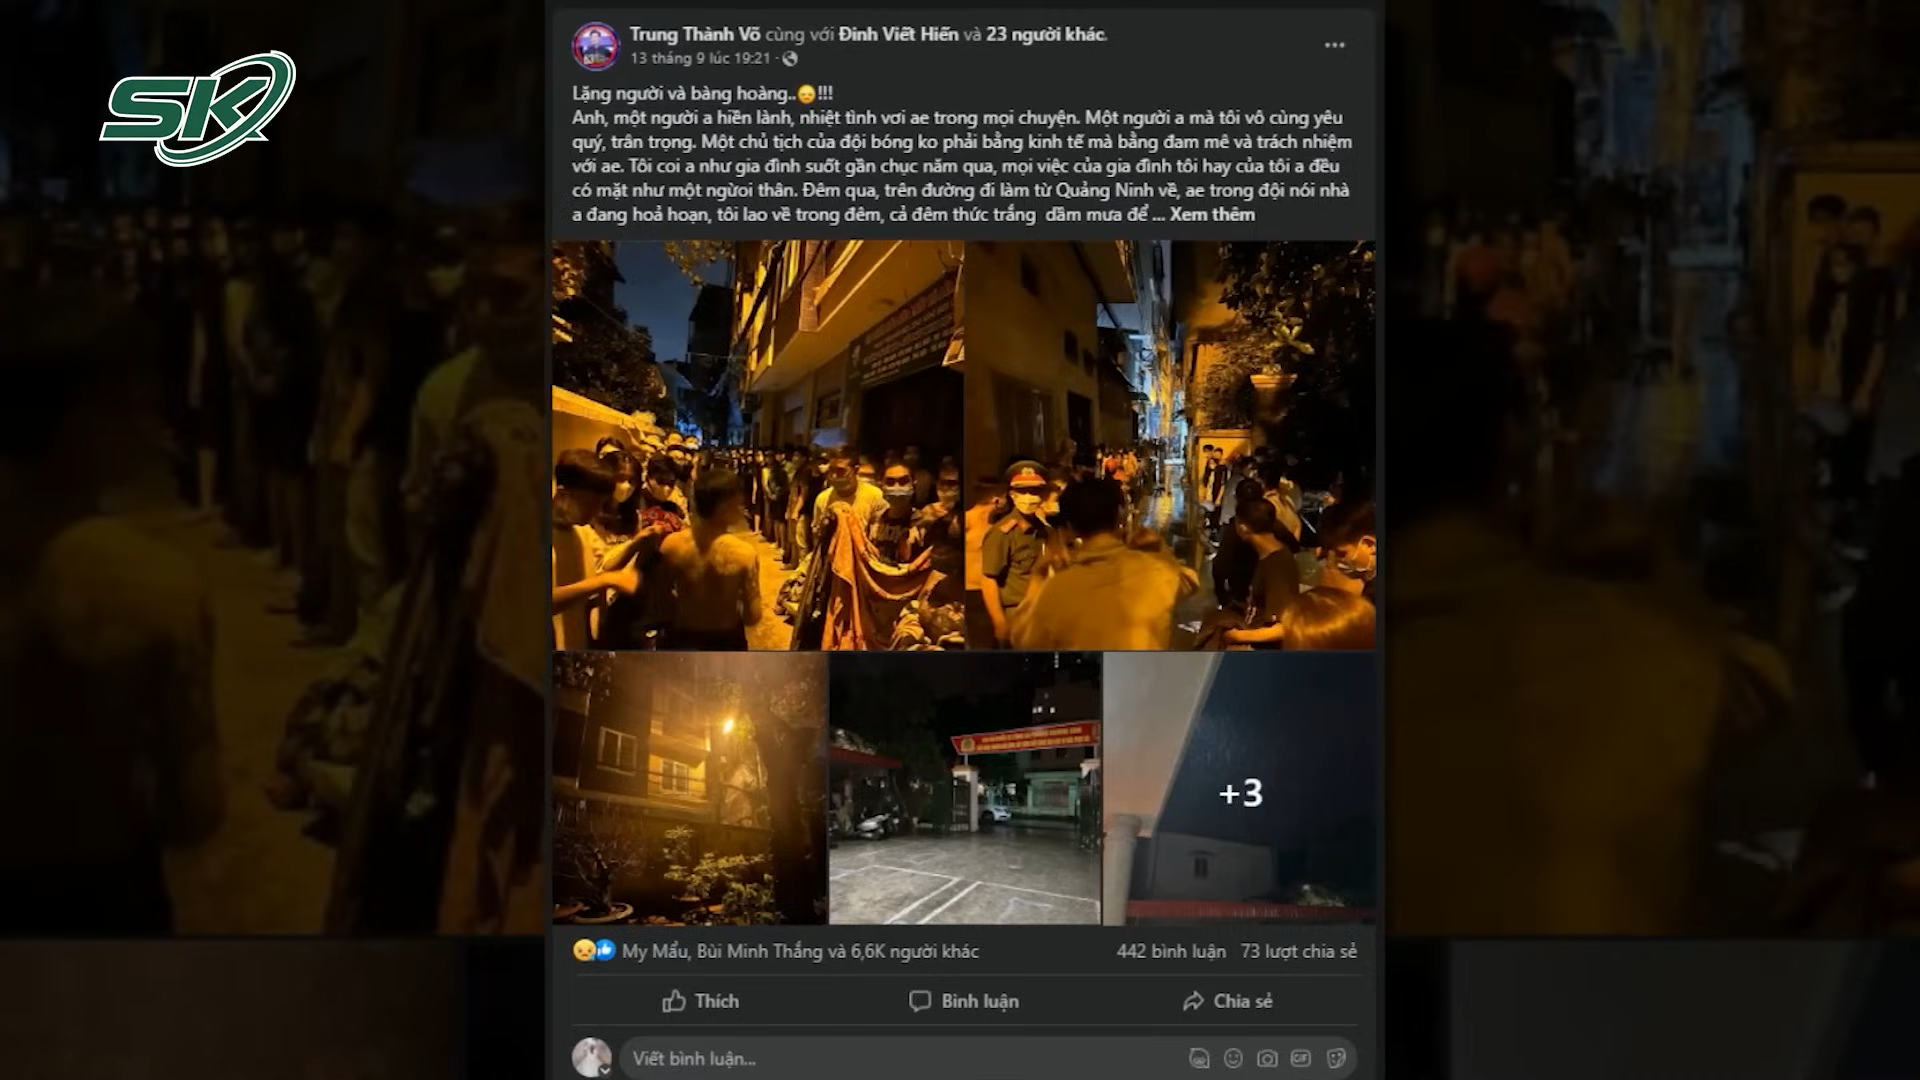 SK
Trung Thành Võ cùng với Đinh Viết Hiến và 23 người khác.
13 tháng 9 lúc 19:21 ·
Lặng người và bàng hoàng..😞!!!
Anh, một người a hiền lành, nhiệt tình vơi ae trong mọi chuyện. Một người a mà tôi vô cùng yêu
quý, trân trọng. Một chủ tịch của đội bóng ko phải bằng kinh tế mà bằng đam mê và trách nhiệm
với ae. Tôi coi a như gia đình suốt gần chục năm qua, mọi việc của gia đình tôi hay của tôi a đều
có mặt như một ngừoi thân. Đêm qua, trên đường đi làm từ Quảng Ninh về, ae trong đội nói nhà
a đang hoả hoạn, tôi lao về trong đêm, cả đêm thức trắng dầm mưa để ... Xem thêm
+3
My Mẩu, Bùi Minh Thắng và 6,6K người khác
442 bình luận 73 lượt chia sẻ
Thích Bình luận Chia sẻ
Viết bình luận...
GIF